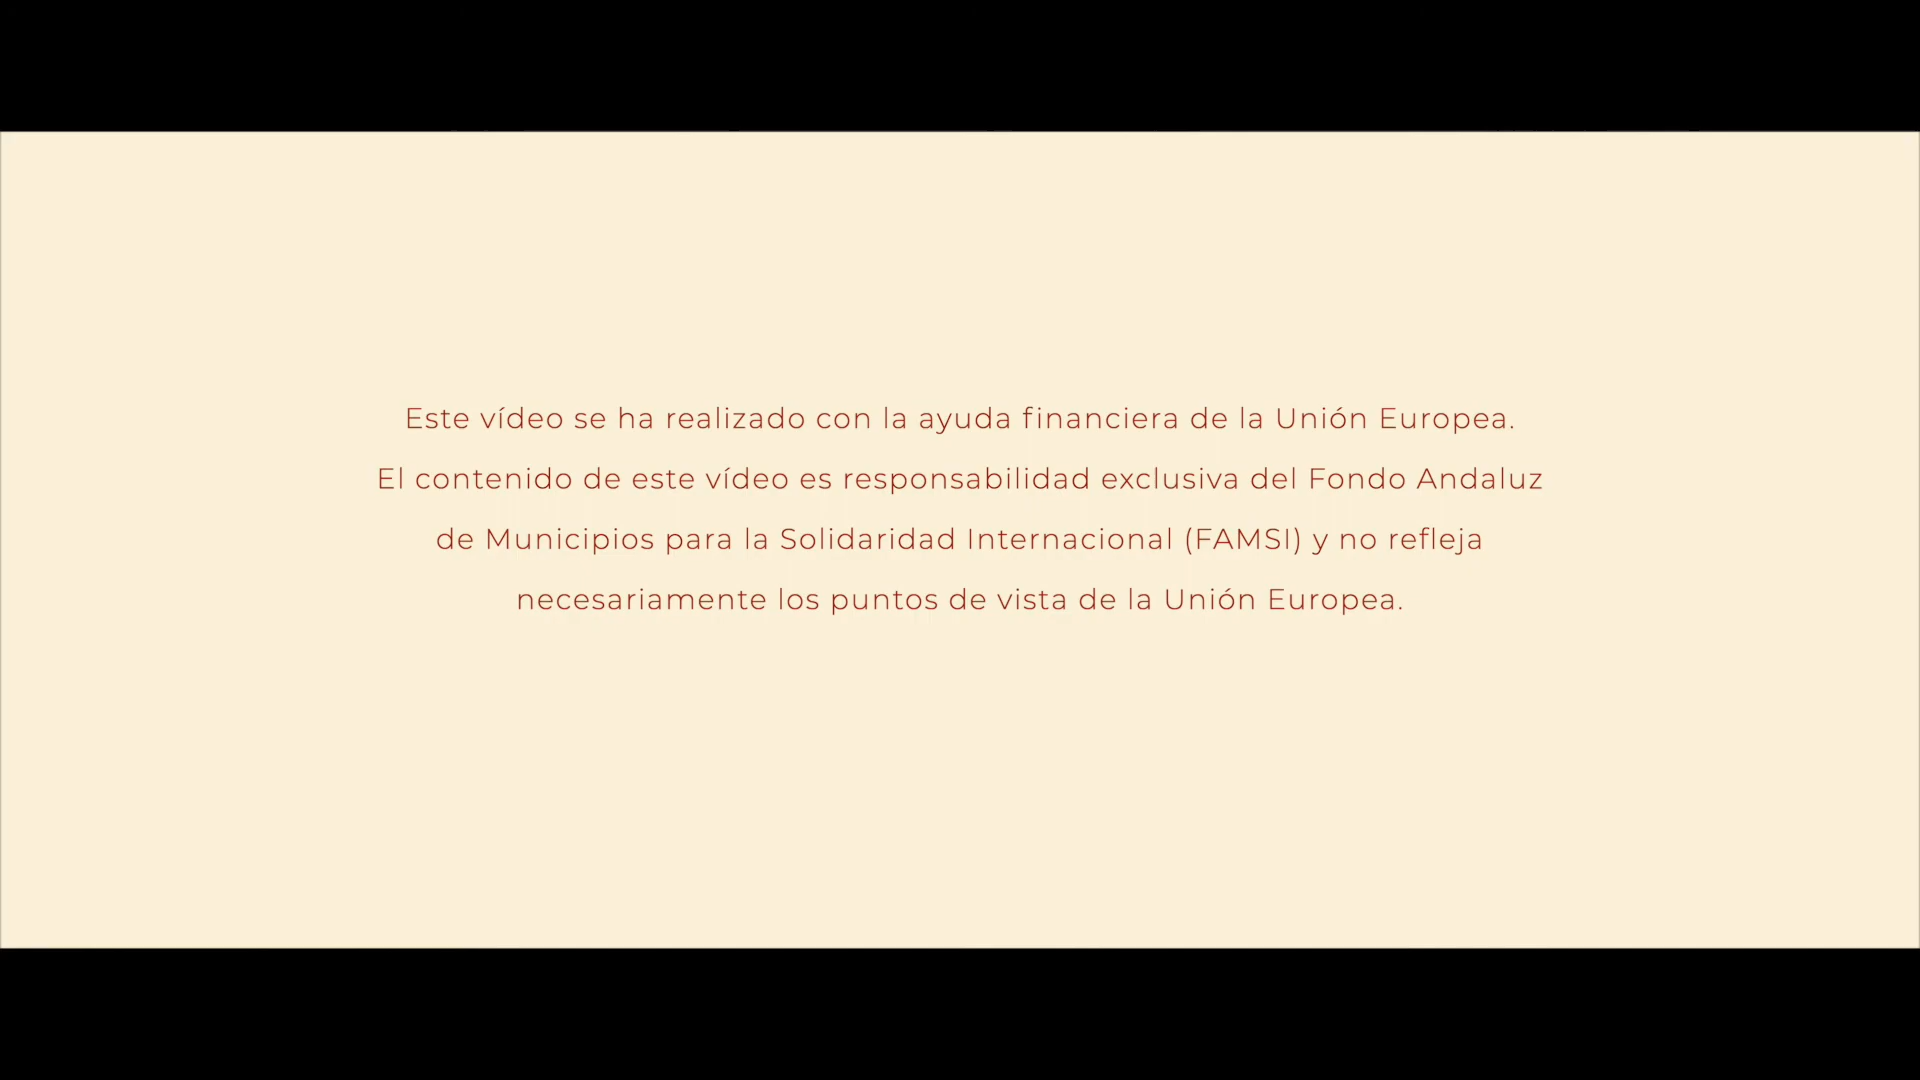 Este vídeo se ha realizado con la ayuda financiera de la Unión Europea.
El contenido de este vídeo es responsabilidad exclusiva del Fondo Andaluz
de Municipios para la Solidaridad Internacional (FAMSI) y no refleja
necesariamente los puntos de vista de la Unión Europea.